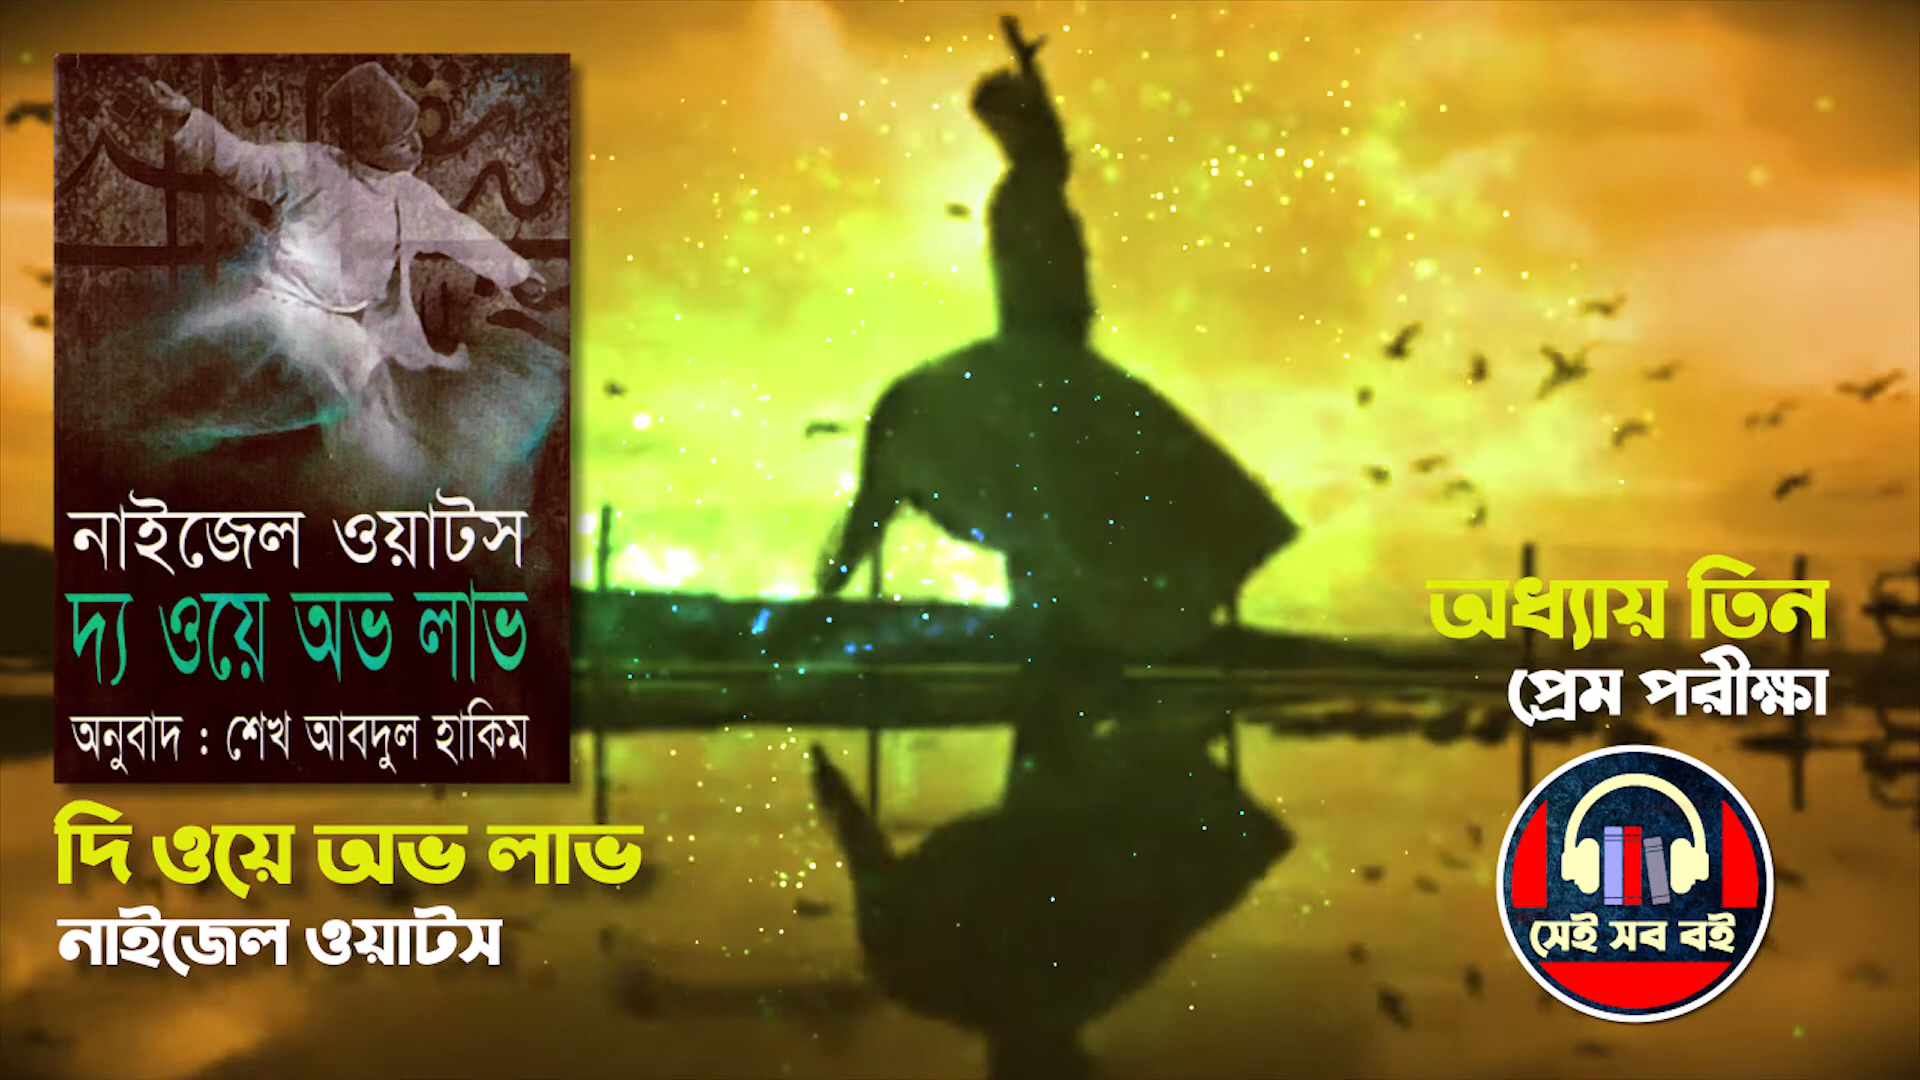 নাইজেল ওয়াটস
দ্য ওয়ে অভ লাভ
অনুবাদ : শেখ আবদুল হাকিম
দি ওয়ে অভ লাভ
নাইজেল ওয়াটস
অধ্যায় তিন
প্রেম পরীক্ষা
সেই সব বই